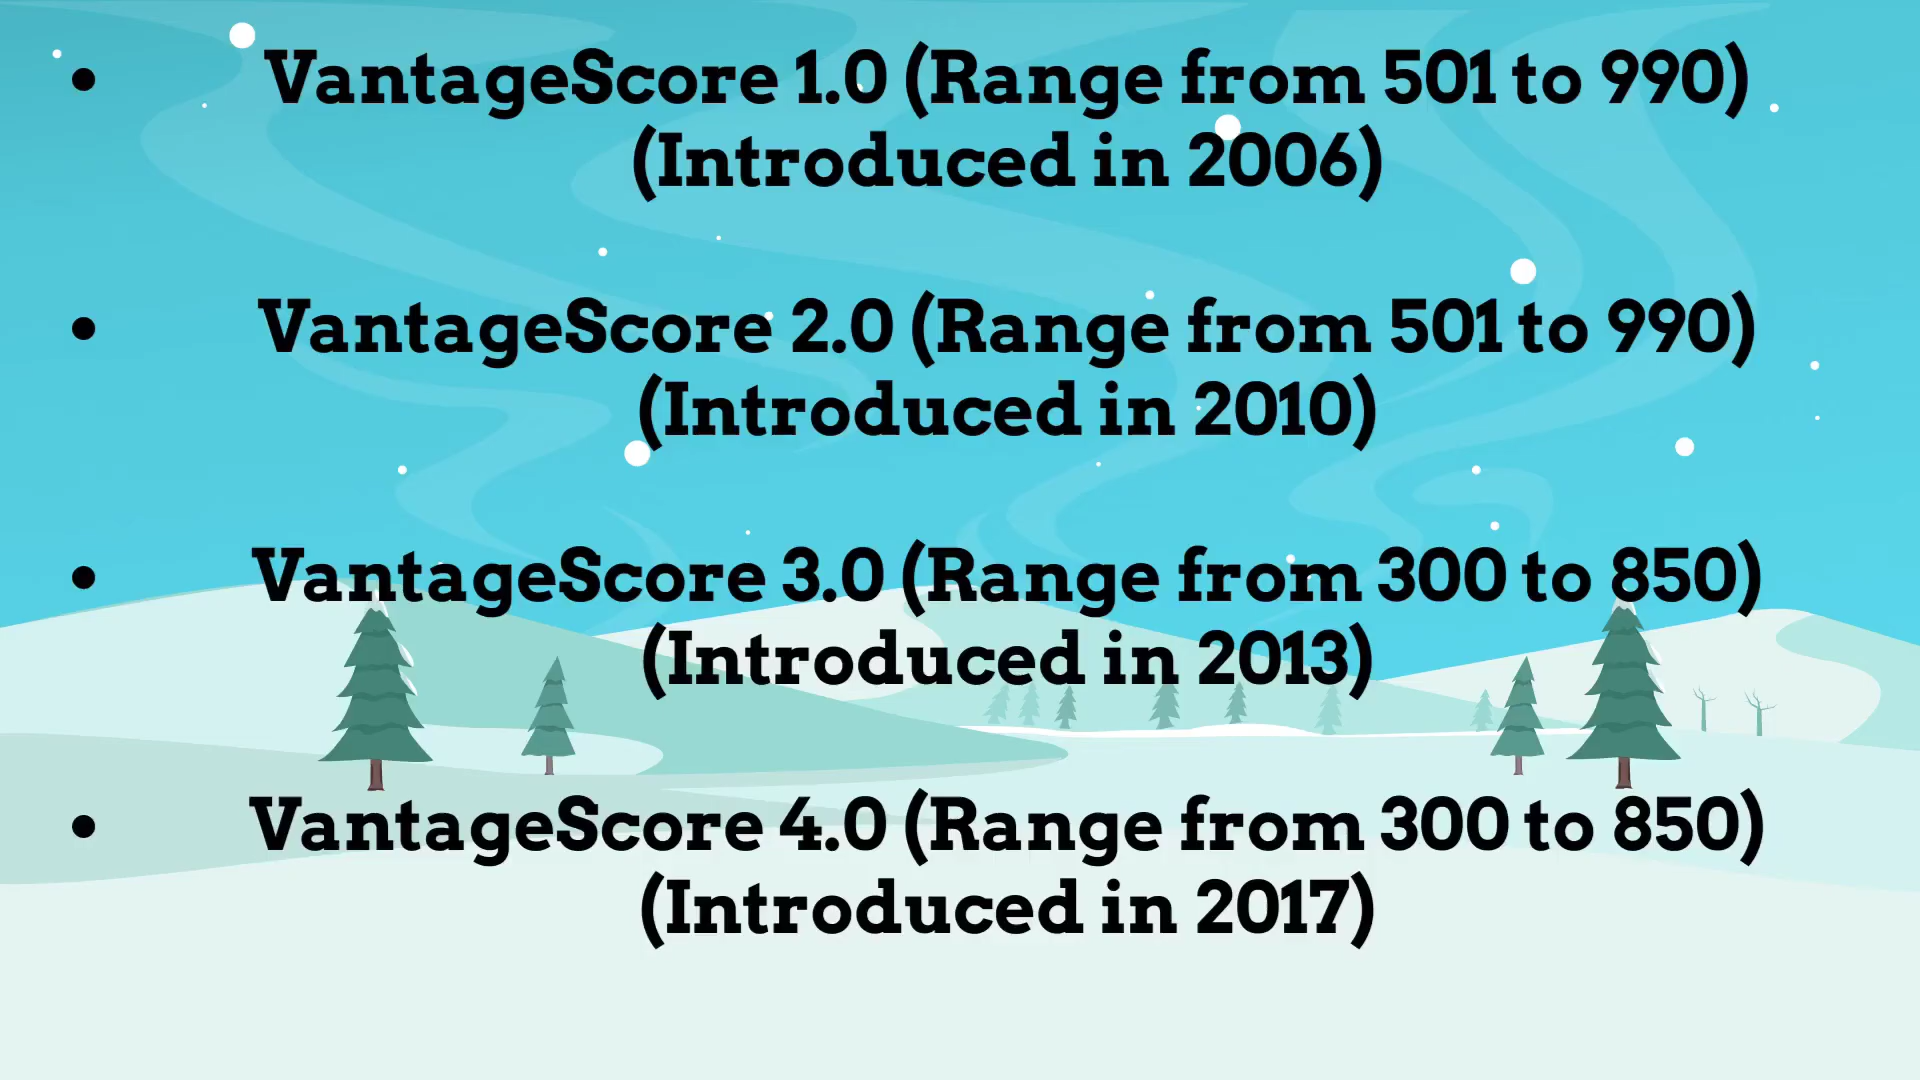 • VantageScore 1.0 (Range from 501 to 990)
(Introduced in 2006)
• VantageScore 2.0 (Range from 501 to 990)
(Introduced in 2010)
• VantageScore 3.0 (Range from 300 to 850)
(Introduced in 2013)
• VantageScore 4.0 (Range from 300 to 850)
(Introduced in 2017)